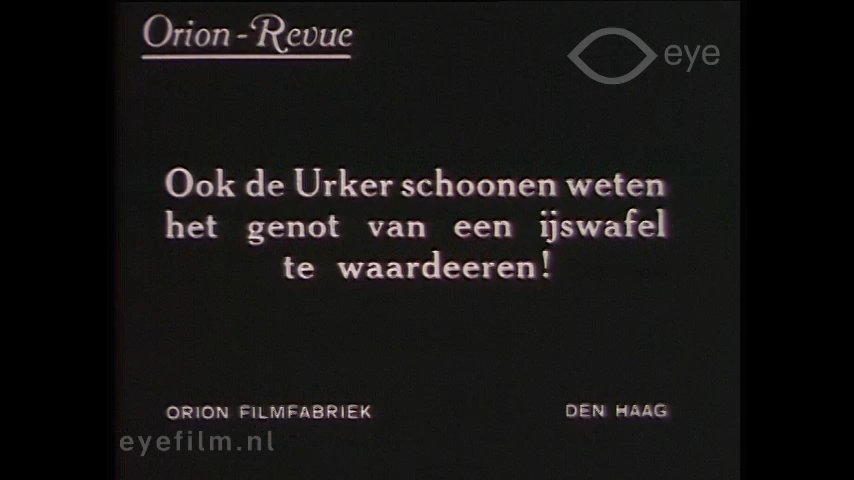 Orion-Revue
eye
Ook de Urker schoonen weten
het genot van een ijswafel
te waardeeren!
ORION FILMFABRIEK
DEN HAAG
eyefilm.nl